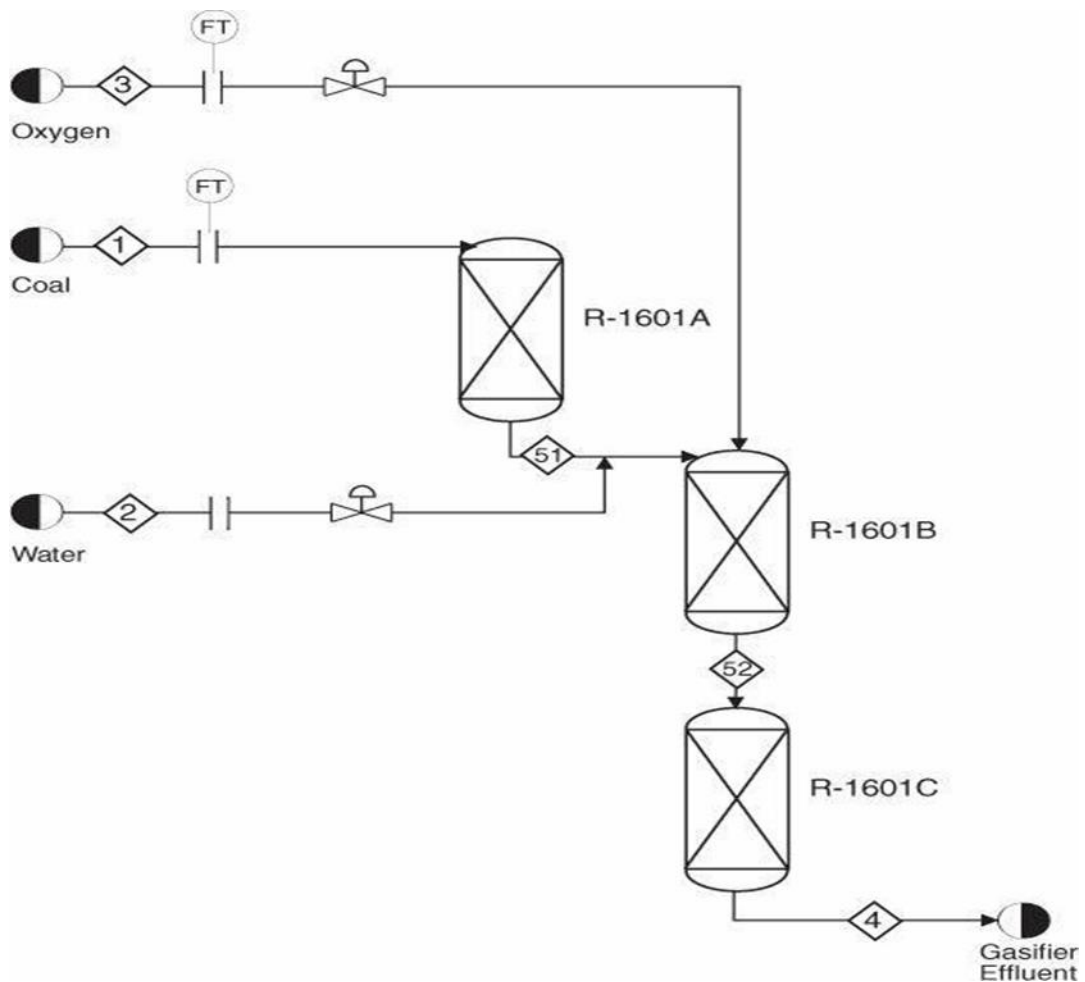 FT
3
Oxygen
FT
1
Coal
R-1601A
51
2
Water
R-1601B
52
R-1601C
4
Gasifier
Effluent